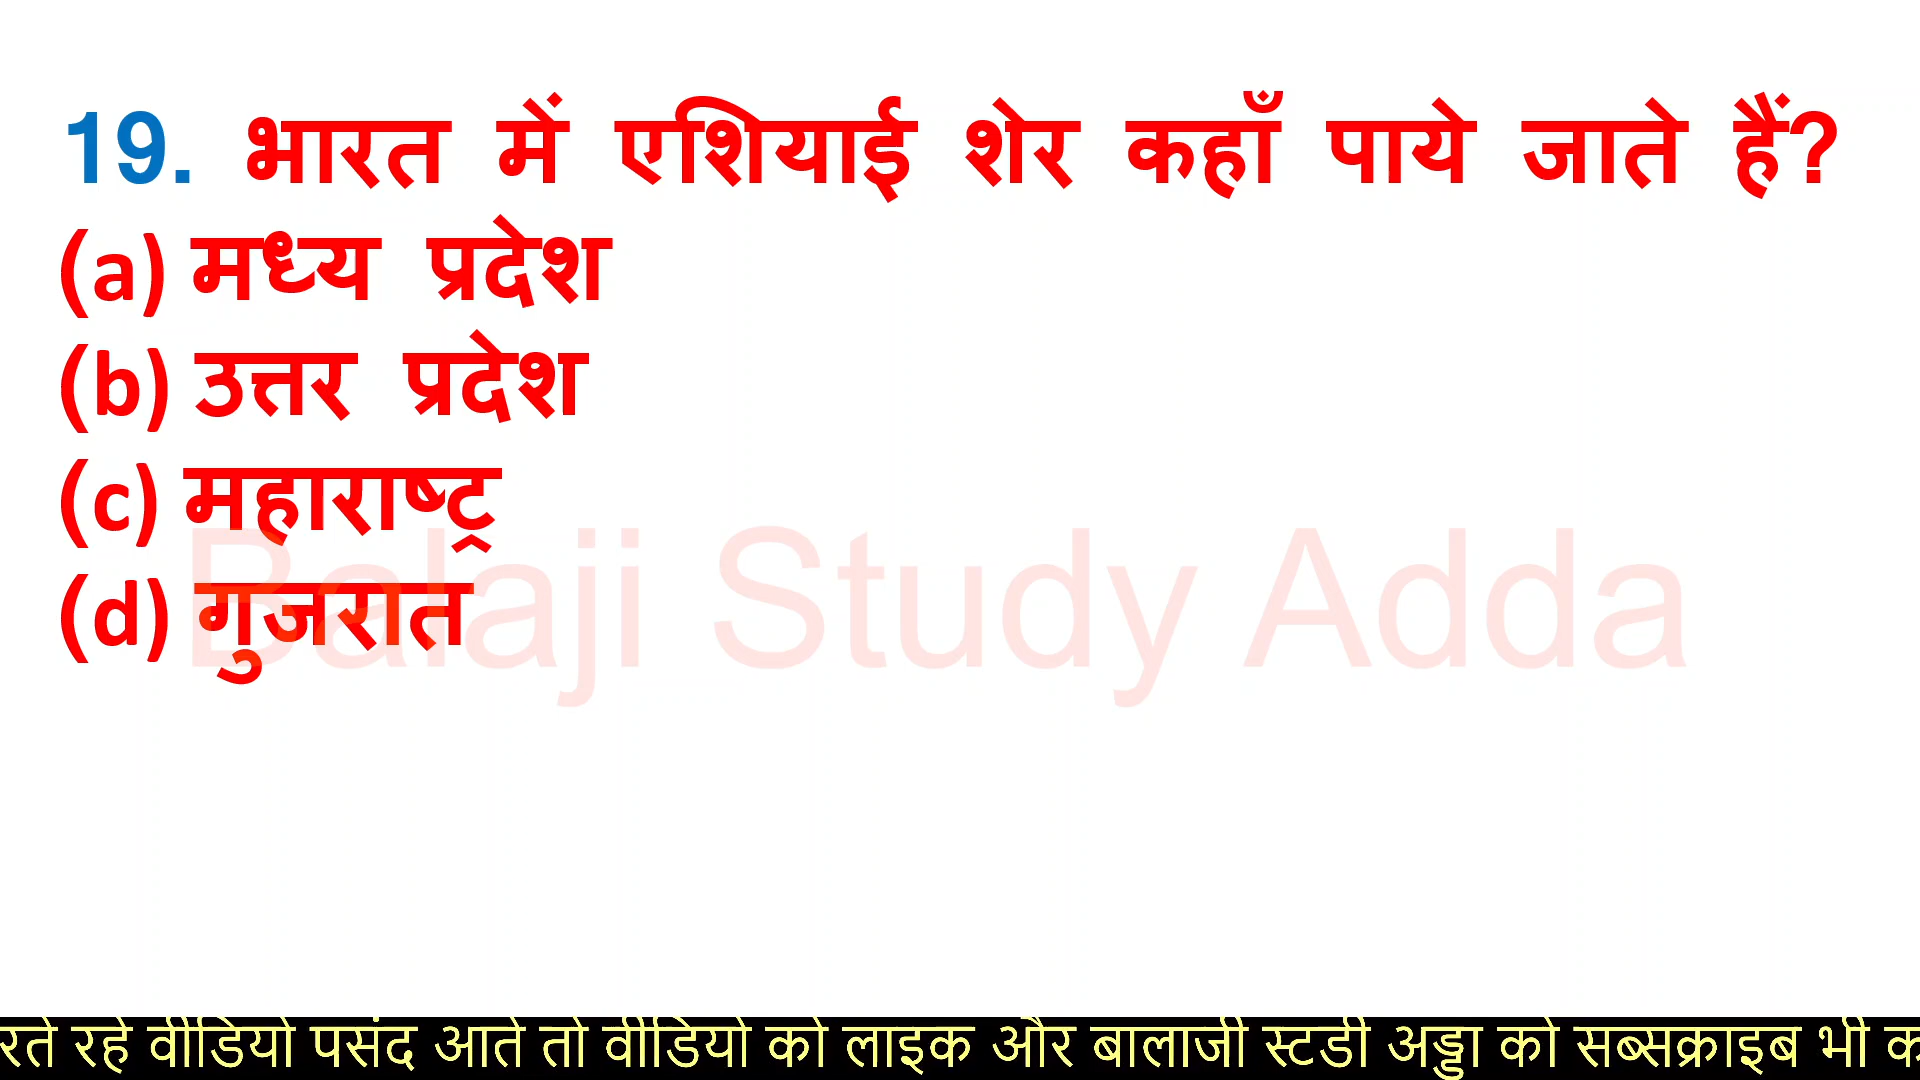 19. भारत में एशियाई शेर कहाँ पाये जाते हैं?
(a) मध्य प्रदेश
(b) उत्तर प्रदेश
(c) महाराष्ट्र
(d) गुजरात
Balaji Study Adda
रते रहे वीडियो पसंद आते तो वीडियो को लाइक और बालाजी स्टडी अड्डा को सब्सक्राइब भी क